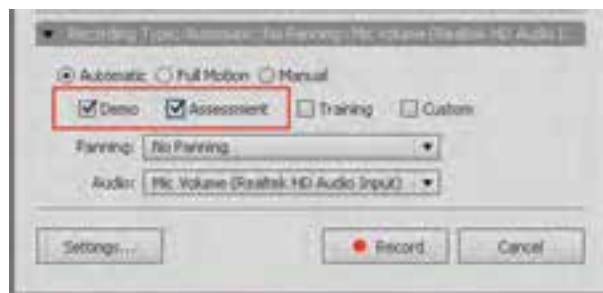 Recording Type: Automatic: No Panning: Mic Volume (Realtek HD Audio I
Automatic Full Motion Manual
Demo Assessment Training Custom
Panning: No Panning
Audio: Mic Volume (Realtek HD Audio Input)
Settings... Record Cancel